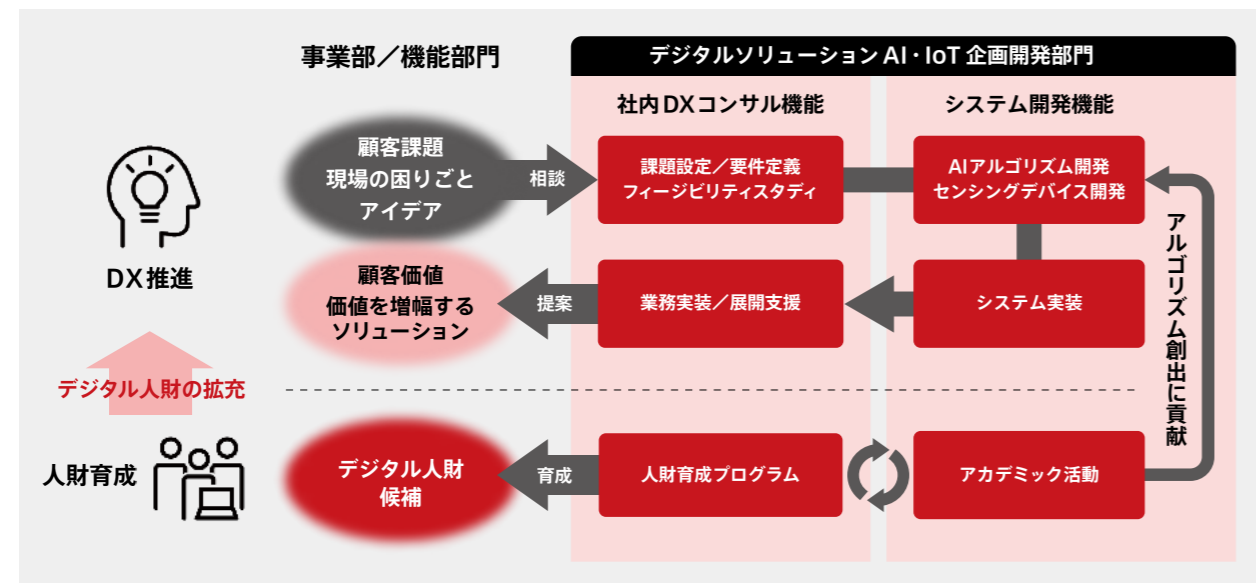 事業部／機能部門
デジタルソリューション AI・IoT 企画開発部門
社内DXコンサル機能
システム開発機能
DX推進
顧客課題
現場の困りごと
アイデア
相談
課題設定／要件定義
フィージビリティスタディ
AIアルゴリズム開発
センシングデバイス開発
顧客価値
価値を増幅する
ソリューション
提案
業務実装／展開支援
システム実装
アルゴリズム創出に貢献
デジタル人財の拡充
人財育成
デジタル人財
候補
育成
人財育成プログラム
アカデミック活動